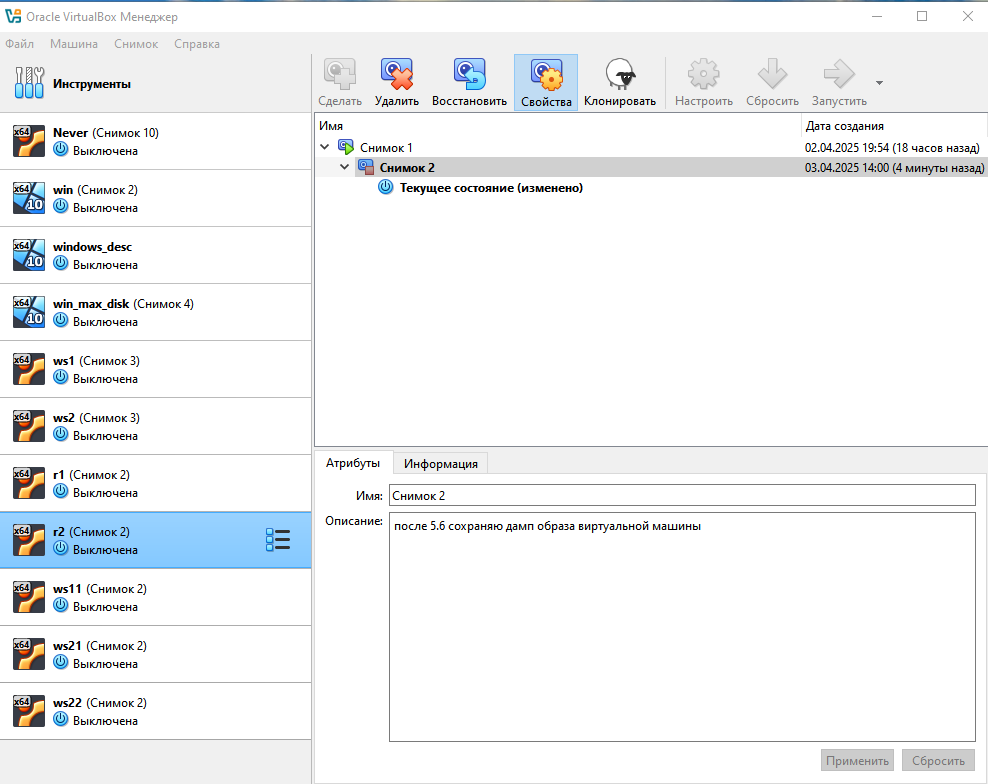 Oracle VirtualBox Менеджер
Файл Машина Снимок Справка
Инструменты
Сделать Удалить Восстановить Свойства Клонировать Настроить Сбросить Запустить
x64 Never (Снимок 10)
Выключена
x64 10 win (Снимок 2)
Выключена
x64 10 windows_desc
Выключена
x64 10 win_max_disk (Снимок 4)
Выключена
x64 ws1 (Снимок 3)
Выключена
x64 ws2 (Снимок 3)
Выключена
x64 r1 (Снимок 2)
Выключена
x64 r2 (Снимок 2)
Выключена
x64 ws11 (Снимок 2)
Выключена
x64 ws21 (Снимок 2)
Выключена
x64 ws22 (Снимок 2)
Выключена
Имя Дата создания
Снимок 1 02.04.2025 19:54 (18 часов назад)
Снимок 2 03.04.2025 14:00 (4 минуты назад)
Текущее состояние (изменено)
Атрибуты Информация
Имя: Снимок 2
Описание: после 5.6 сохраняю дамп образа виртуальной машины
Применить Сбросить